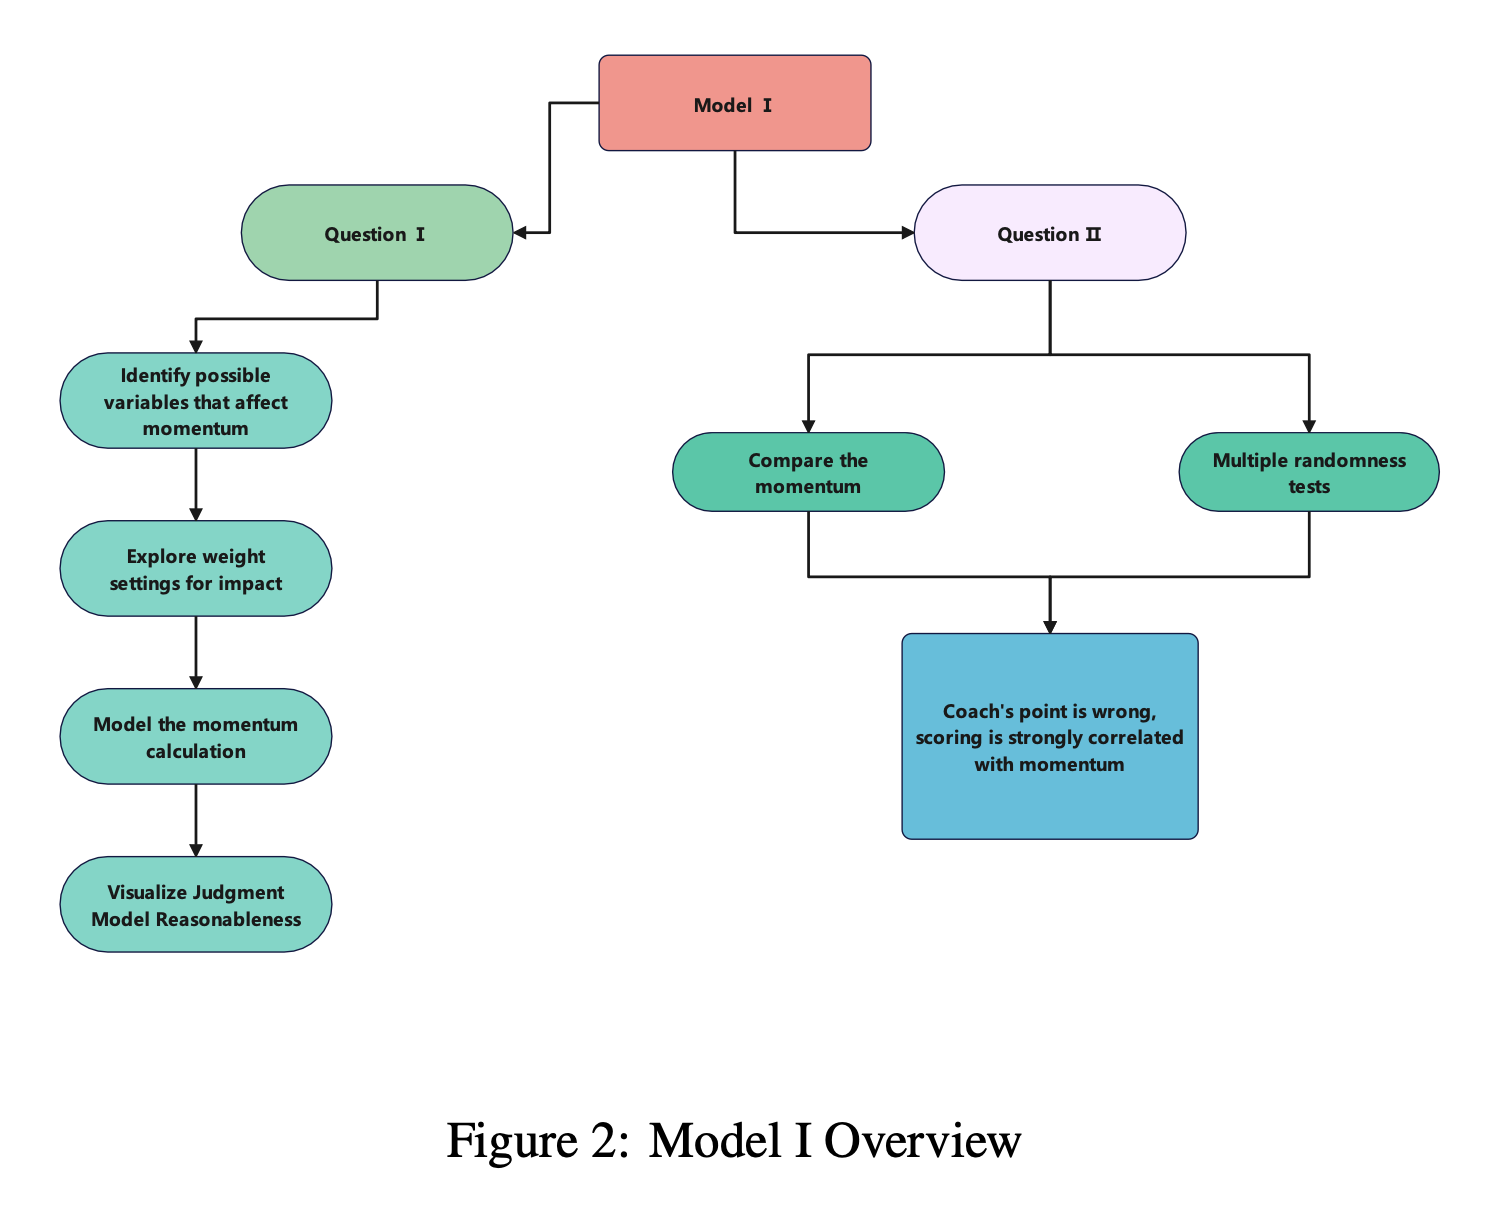 Model Ⅰ
Question Ⅰ
Question Ⅱ
Identify possible
variables that affect
momentum
Explore weight
settings for impact
Model the momentum
calculation
Visualize Judgment
Model Reasonableness
Compare the
momentum
Multiple randomness
tests
Coach's point is wrong,
scoring is strongly correlated
with momentum
Figure 2: Model I Overview